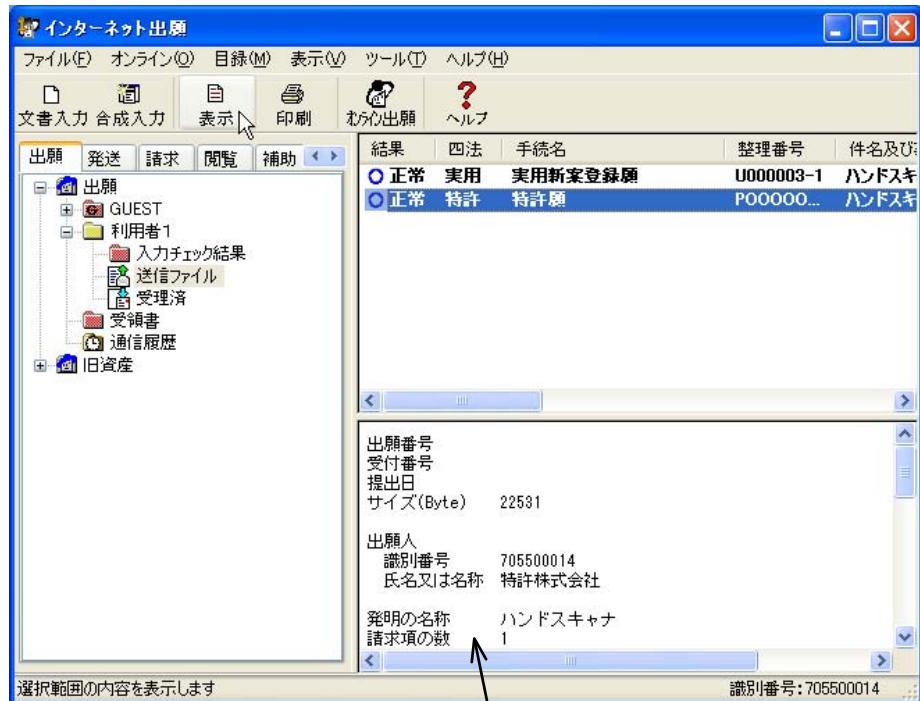 インターネット出願
ファイル(F) オンライン(O) 目録(M) 表示(V) ツール(T) ヘルプ(H)
文書入力 合成入力 表示 印刷 オンライン出願 ヘルプ
出願 発送 請求 閲覧 補助
出願
GUEST
利用者1
入力チェック結果
送信ファイル
受理済
受領書
通信履歴
旧資産
結果 四法 手続名 整理番号 件名及び
正常 実用 実用新案登録願 U000003-1 ハンドスキ
正常 特許 特許願 P00000... ハンドスキ
出願番号
受付番号
提出日
サイズ(Byte) 22531
出願人
識別番号 705500014
氏名又は名称 特許株式会社
発明の名称 ハンドスキャナ
請求項の数 1
選択範囲の内容を表示します
識別番号:705500014